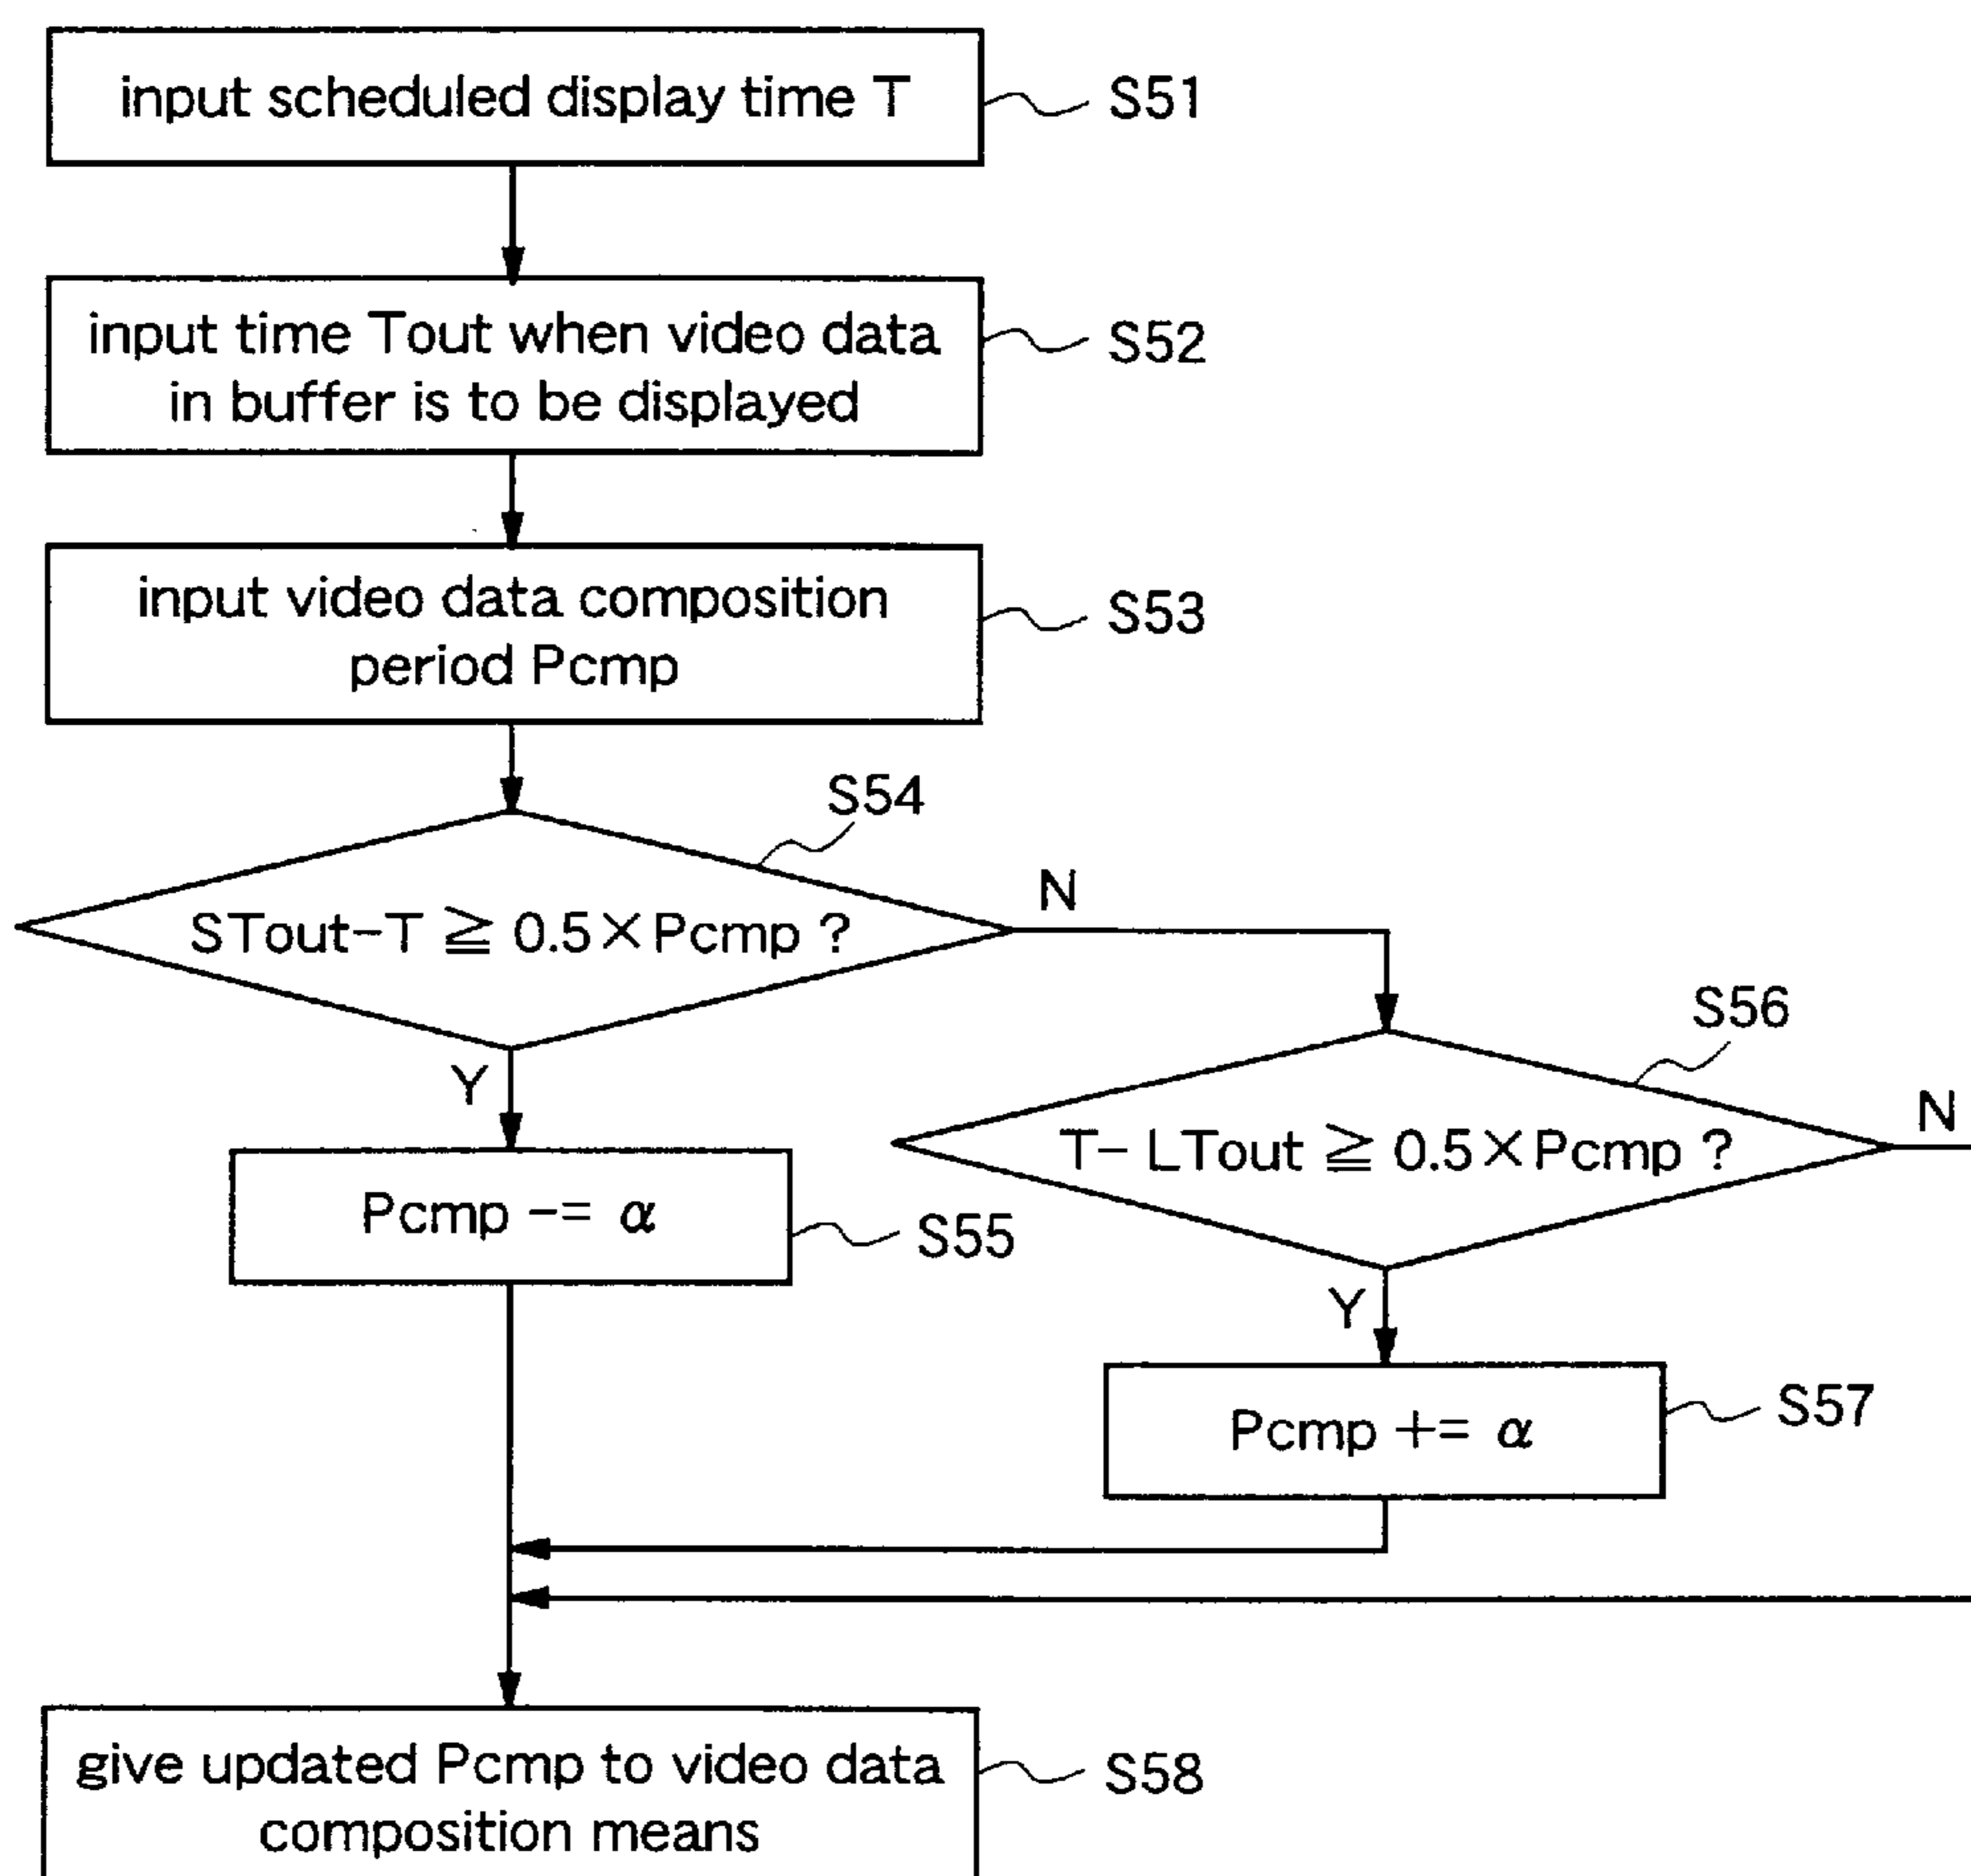 input scheduled display time T
S51
input time Tout when video data
in buffer is to be displayed
S52
input video data composition
period Pcmp
S53
S54
STout-T ≧ 0.5×Pcmp ?
N
Y
S56
T- LTout ≧ 0.5×Pcmp ?
N
Y
Pcmp -= α
S55
Pcmp += α
S57
give updated Pcmp to video data
composition means
S58